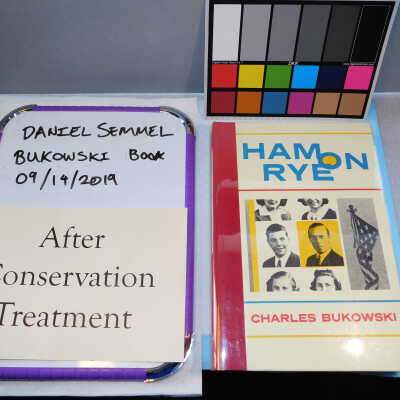 DANIEL SEMMEL
BUKOWSKI BOOK
09/14/2019
After
Conservation
Treatment
HAM ON
RYE
CHARLES BUKOWSKI